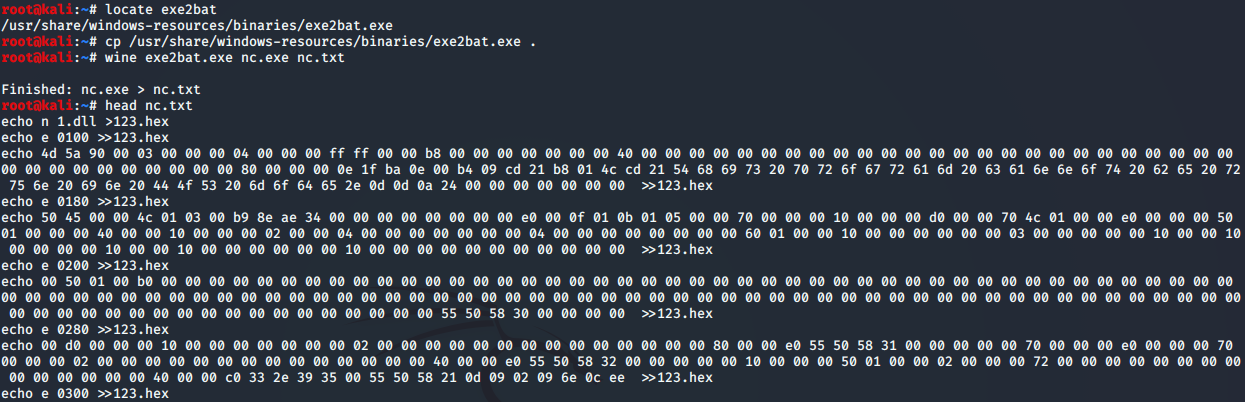 root@kali:~# locate exe2bat
/usr/share/windows-resources/binaries/exe2bat.exe
root@kali:~# cp /usr/share/windows-resources/binaries/exe2bat.exe .
root@kali:~# wine exe2bat.exe nc.exe nc.txt
Finished: nc.exe > nc.txt
root@kali:~# head nc.txt
echo n 1.dll >123.hex
echo e 0100 >>123.hex
echo 4d 5a 90 00 03 00 00 00 04 00 00 00 ff ff 00 00 b8 00 00 00 00 00 00 00 40 00 00 00 00 00 00 00 00 00 00 00 00 00 00 00 00 00 00 00 00 00 00 00 00 00
00 00 00 00 00 00 00 00 00 00 80 00 00 00 0e 1f ba 0e 00 b4 09 cd 21 b8 01 4c cd 21 54 68 69 73 20 70 72 6f 67 72 61 6d 20 63 61 6e 6e 6f 74 20 62 65 20 72
75 6e 20 69 6e 20 44 4f 53 20 6d 6f 64 65 2e 0d 0d 0a 24 00 00 00 00 00 00 00  >>123.hex
echo e 0180 >>123.hex
echo 50 45 00 00 4c 01 03 00 b9 8e ae 34 00 00 00 00 00 00 00 00 e0 00 0f 01 0b 01 05 00 00 70 00 00 00 10 00 00 00 d0 00 00 70 4c 01 00 00 e0 00 00 00 50
01 00 00 00 40 00 00 10 00 00 00 02 00 00 04 00 00 00 00 00 00 00 04 00 00 00 00 00 00 00 00 60 01 00 00 10 00 00 00 00 00 00 03 00 00 00 00 00 10 00 00 10
00 00 00 00 10 00 00 10 00 00 00 00 00 00 10 00 00 00 00 00 00 00 00 00 00 00  >>123.hex
echo e 0200 >>123.hex
echo 00 50 01 00 b0 00 00 00 00 00 00 00 00 00 00 00 00 00 00 00 00 00 00 00 00 00 00 00 00 00 00 00 00 00 00 00 00 00 00 00 00 00 00 00 00 00 00 00 00 00
00 00 00 00 00 00 00 00 00 00 00 00 00 00 00 00 00 00 00 00 00 00 00 00 00 00 00 00 00 00 00 00 00 00 00 00 00 00 00 00 00 00 00 00 00 00 00 00 00 00 00 00
00 00 00 00 00 00 00 00 00 00 00 00 00 00 00 00 00 00 55 50 58 30 00 00 00 00  >>123.hex
echo e 0280 >>123.hex
echo 00 d0 00 00 00 10 00 00 00 00 00 00 00 02 00 00 00 00 00 00 00 00 00 00 00 00 00 00 80 00 00 e0 55 50 58 31 00 00 00 00 00 70 00 00 00 e0 00 00 00 70
00 00 00 02 00 00 00 00 00 00 00 00 00 00 00 00 00 00 40 00 00 e0 55 50 58 32 00 00 00 00 00 10 00 00 00 50 01 00 00 02 00 00 00 72 00 00 00 00 00 00 00 00
00 00 00 00 00 00 40 00 00 c0 33 2e 39 35 00 55 50 58 21 0d 09 02 09 6e 0c ee  >>123.hex
echo e 0300 >>123.hex